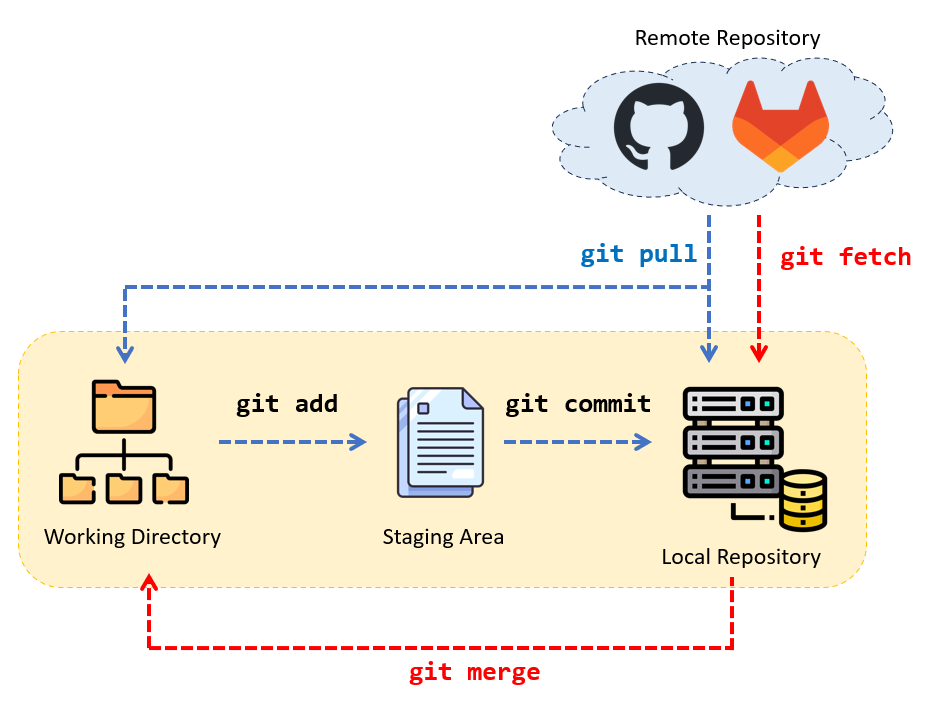 Remote Repository
git pull
git fetch
git add
git commit
Working Directory
Staging Area
Local Repository
git merge